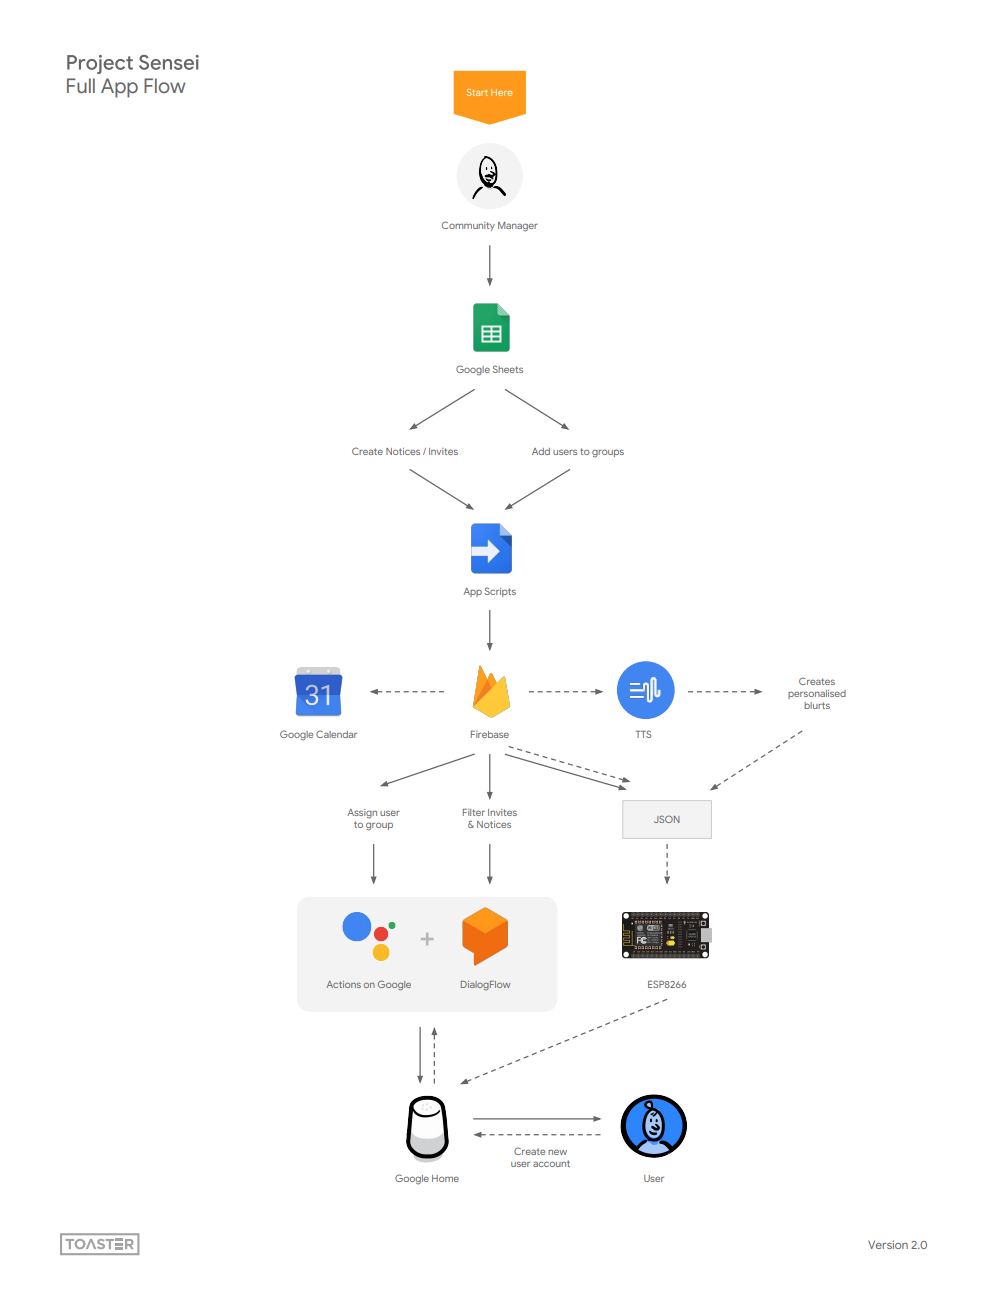 Project Sensei
Full App Flow
Start Here
Community Manager
Google Sheets
Create Notices / Invites
Add users to groups
App Scripts
31
Google Calendar
Firebase
TTS
Creates
personalised
blurts
Assign user
to group
Filter Invites
& Notices
JSON
Actions on Google
+
DialogFlow
ESP8266
Google Home
Create new
user account
User
TOASTER
Version 2.0